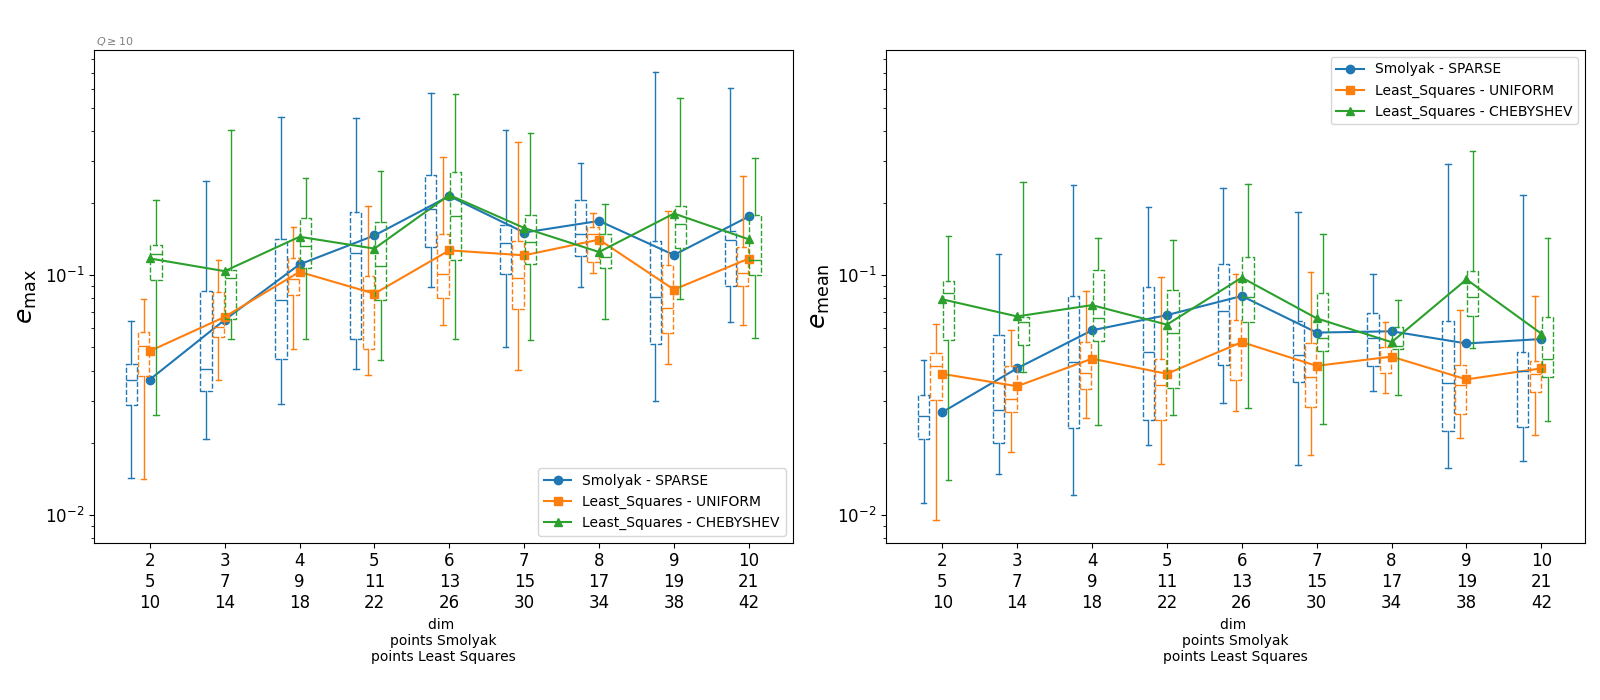 Q ≥ 10
e_max
10^-1
10^-2
Smolyak - SPARSE
Least_Squares - UNIFORM
Least_Squares - CHEBYSHEV
2 3 4 5 6 7 8 9 10
5 7 9 11 13 15 17 19 21
10 14 18 22 26 30 34 38 42
dim
points Smolyak
points Least Squares
e_mean
10^-1
10^-2
Smolyak - SPARSE
Least_Squares - UNIFORM
Least_Squares - CHEBYSHEV
2 3 4 5 6 7 8 9 10
5 7 9 11 13 15 17 19 21
10 14 18 22 26 30 34 38 42
dim
points Smolyak
points Least Squares